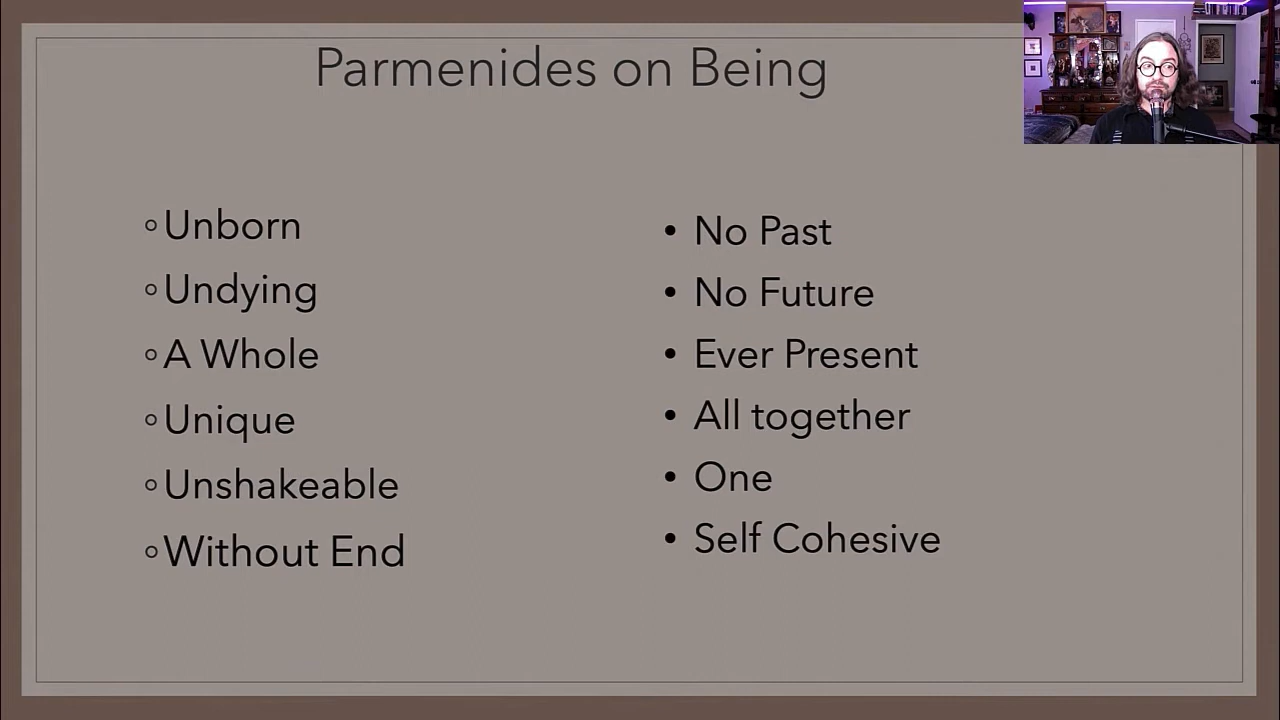 Parmenides on Being
Unborn
Undying
A Whole
Unique
Unshakeable
Without End
No Past
No Future
Ever Present
All together
One
Self Cohesive